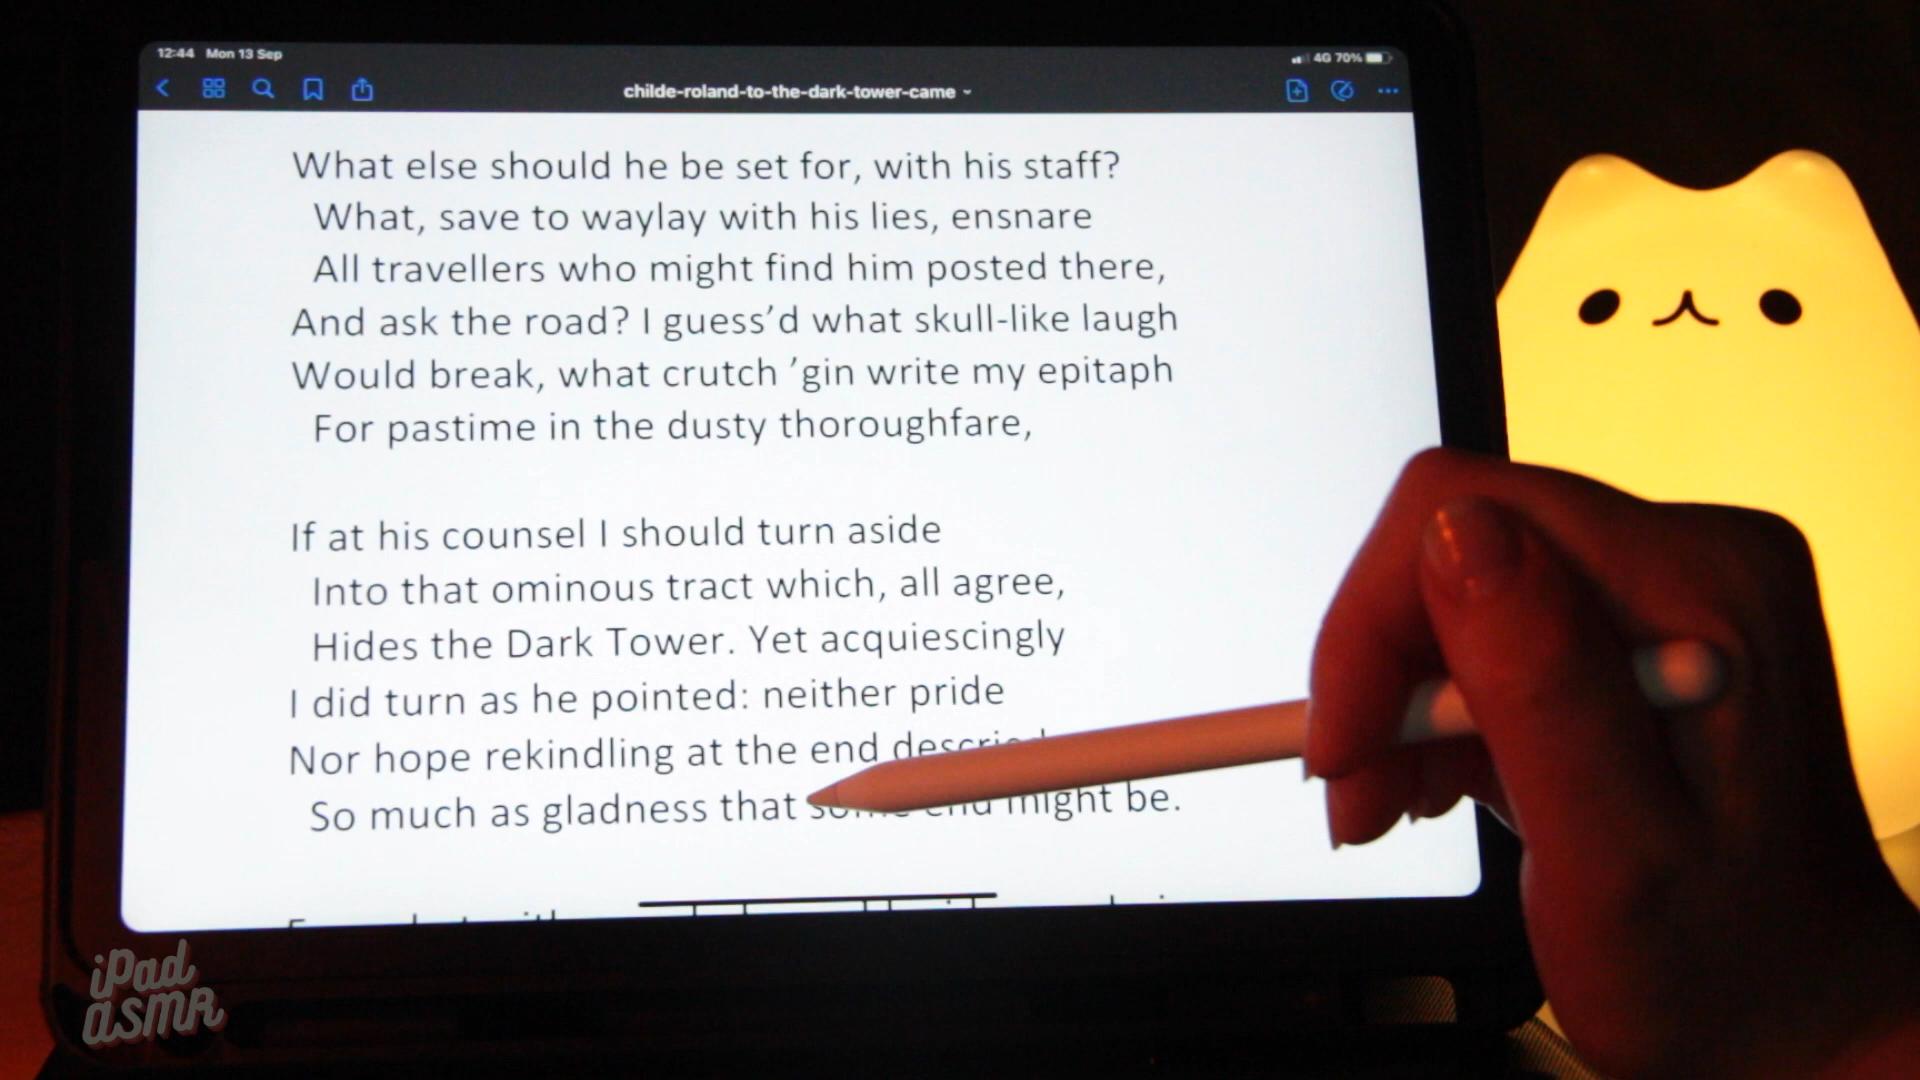 12:44 Mon 13 Sep
4G 70%
childe-roland-to-the-dark-tower-came
What else should he be set for, with his staff?
What, save to waylay with his lies, ensnare
All travellers who might find him posted there,
And ask the road? I guess’d what skull-like laugh
Would break, what crutch ’gin write my epitaph
For pastime in the dusty thoroughfare,
If at his counsel I should turn aside
Into that ominous tract which, all agree,
Hides the Dark Tower. Yet acquiescingly
I did turn as he pointed: neither pride
Nor hope rekindling at the end descried
So much as gladness that some end might be.
iPad
asmr